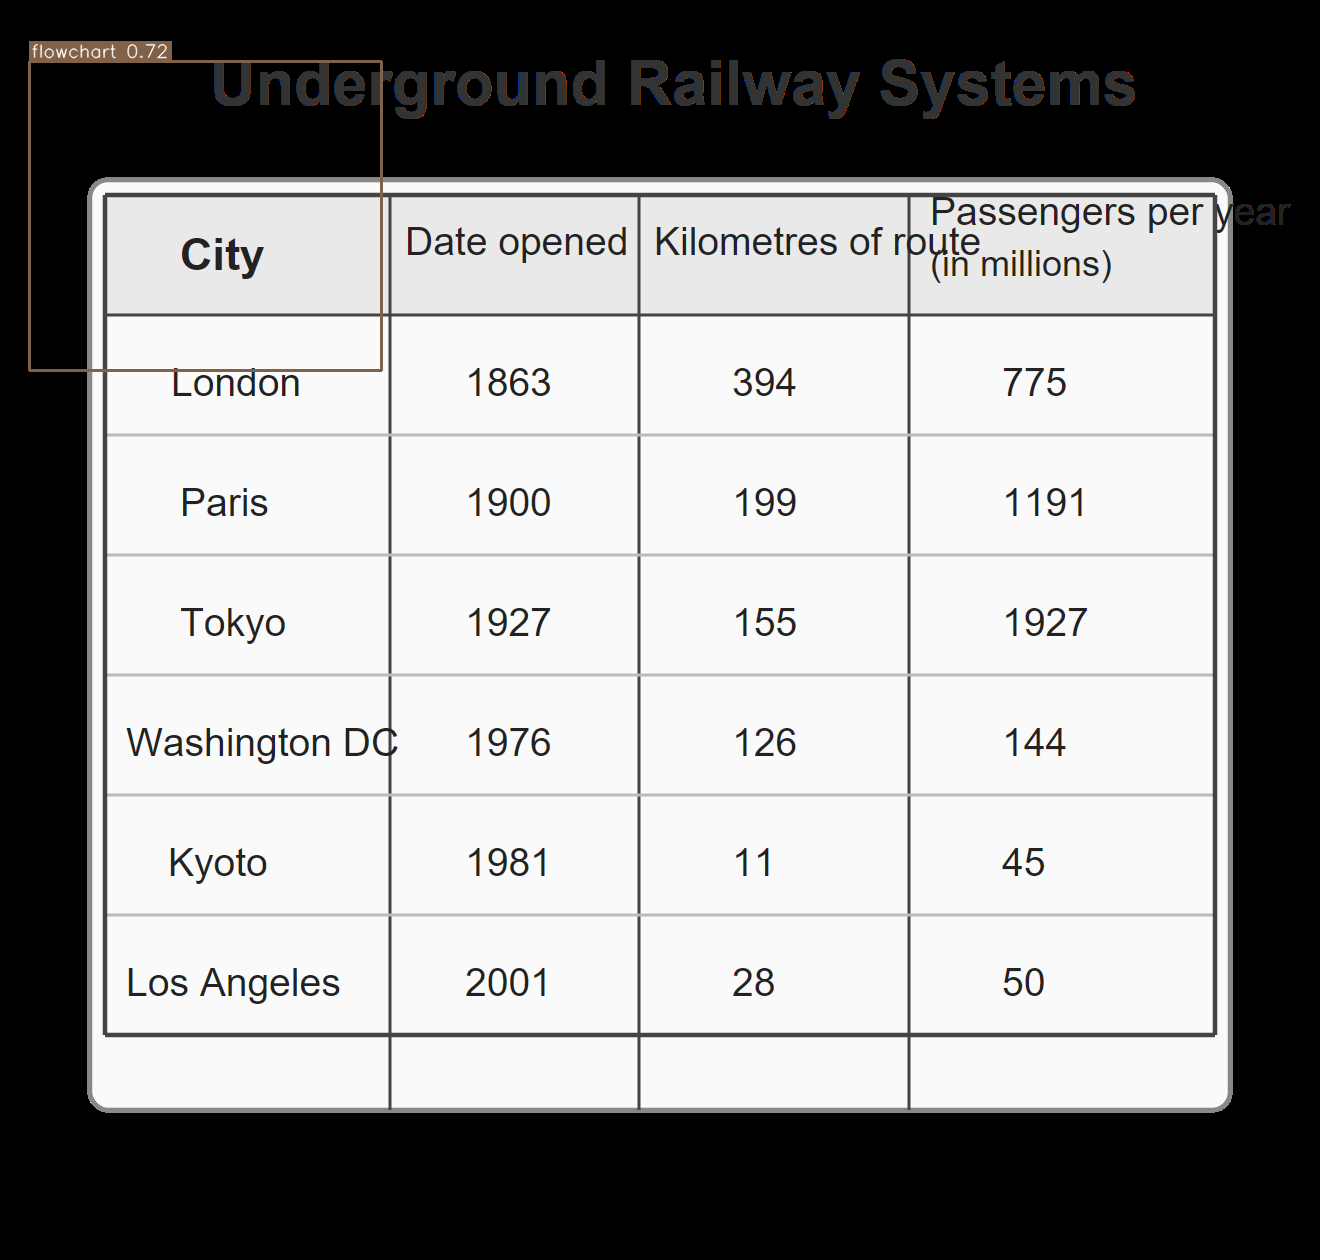 flowchart 0.72
Underground Railway Systems
City Date opened Kilometres of route Passengers per year
(in millions)
London 1863 394 775
Paris 1900 199 1191
Tokyo 1927 155 1927
Washington DC 1976 126 144
Kyoto 1981 11 45
Los Angeles 2001 28 50